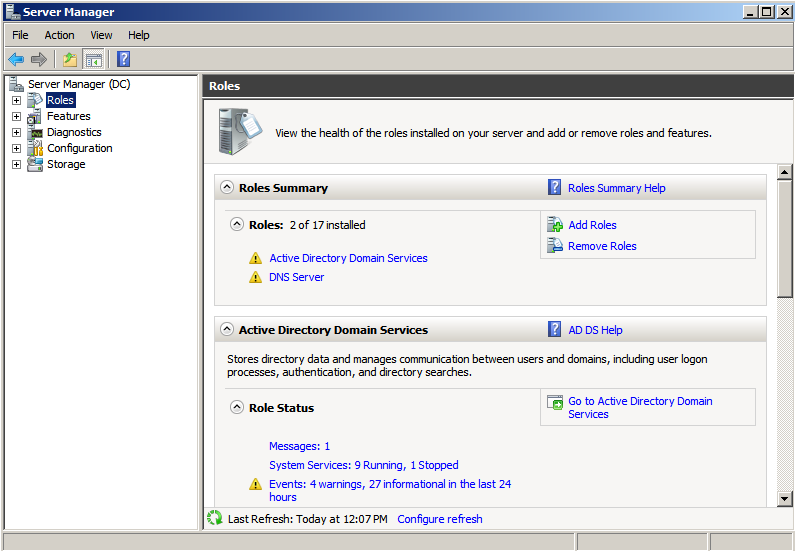 Server Manager
File Action View Help
Server Manager (DC)
Roles
Features
Diagnostics
Configuration
Storage
Roles
View the health of the roles installed on your server and add or remove roles and features.
Roles Summary
Roles Summary Help
Roles: 2 of 17 installed
Add Roles
Remove Roles
Active Directory Domain Services
DNS Server
Active Directory Domain Services
AD DS Help
Stores directory data and manages communication between users and domains, including user logon
processes, authentication, and directory searches.
Role Status
Go to Active Directory Domain
Services
Messages: 1
System Services: 9 Running, 1 Stopped
Events: 4 warnings, 27 informational in the last 24
hours
Last Refresh: Today at 12:07 PM Configure refresh